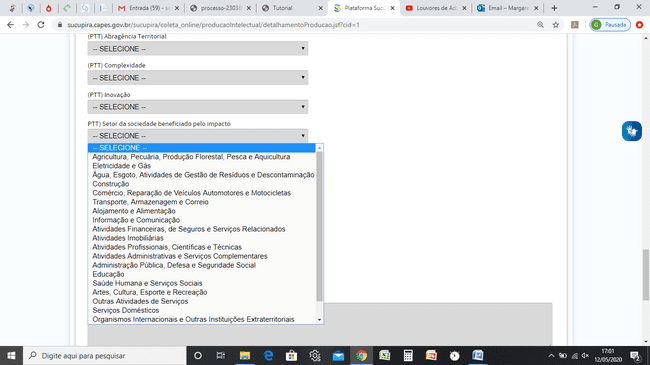 Entrada (59) - se
processo-23038
Tutorial
Plataforma Sucu
Louvores de Ad
Email – Margare
sucupira.capes.gov.br/sucupira/coleta_online/producaoIntelectual/detalhamentoProducao.jsf?cid=1
G Pausada
(PTT) Abragência Territorial
-- SELECIONE --
(PTT) Complexidade
-- SELECIONE --
(PTT) Inovação
-- SELECIONE --
PTT) Setor da sociedade beneficiado pelo impacto
-- SELECIONE --
-- SELECIONE --
Agricultura, Pecuária, Produção Florestal, Pesca e Aquicultura
Eletricidade e Gás
Água, Esgoto, Atividades de Gestão de Resíduos e Descontaminação
Construção
Comércio, Reparação de Veículos Automotores e Motocicletas
Transporte, Armazenagem e Correio
Alojamento e Alimentação
Informação e Comunicação
Atividades Financeiras, de Seguros e Serviços Relacionados
Atividades Imobiliárias
Atividades Profissionais, Científicas e Técnicas
Atividades Administrativas e Serviços Complementares
Administração Pública, Defesa e Seguridade Social
Educação
Saúde Humana e Serviços Sociais
Artes, Cultura, Esporte e Recreação
Outras Atividades de Serviços
Serviços Domésticos
Organismos Internacionais e Outras Instituições Extraterritoriais
Digite aqui para pesquisar
17:01
12/05/2020
2